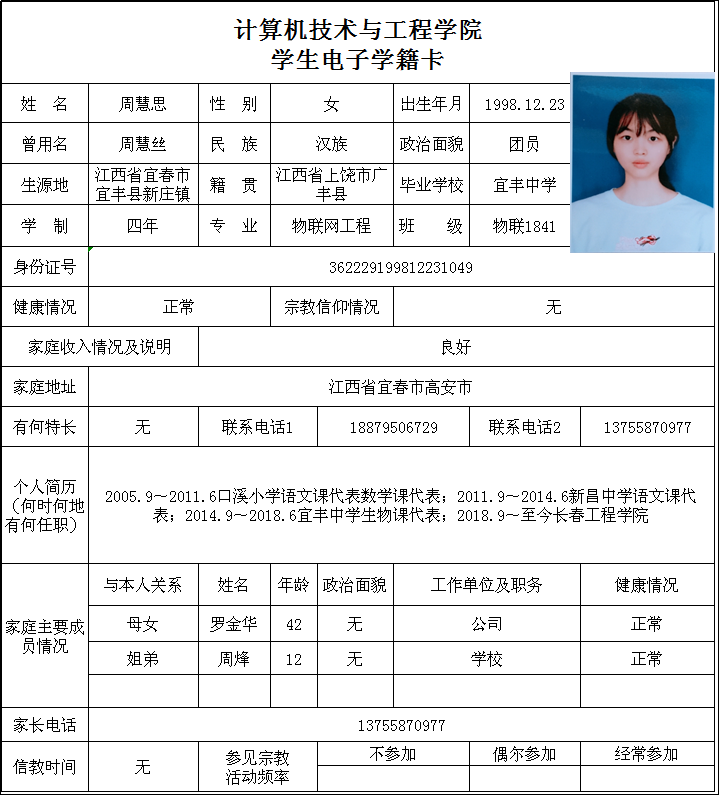 计算机技术与工程学院
学生电子学籍卡
姓 名 周慧思 性 别 女 出生年月 1998.12.23
曾用名 周慧丝 民 族 汉族 政治面貌 团员
生源地 江西省宜春市宜丰县新庄镇 籍 贯 江西省上饶市广丰县 毕业学校 宜丰中学
学 制 四年 专 业 物联网工程 班 级 物联1841
身份证号 362229199812231049
健康情况 正常 宗教信仰情况 无
家庭收入情况及说明 良好
家庭地址 江西省宜春市高安市
有何特长 无 联系电话1 18879506729 联系电话2 13755870977
个人简历
(何时何地
有何任职)
2005.9～2011.6口溪小学语文课代表数学课代表；2011.9～2014.6新昌中学语文课代
表；2014.9～2018.6宜丰中学生物课代表；2018.9～至今长春工程学院
家庭主要成
员情况
与本人关系 姓名 年龄 政治面貌 工作单位及职务 健康情况
母女 罗金华 42 无 公司 正常
姐弟 周烽 12 无 学校 正常
家长电话 13755870977
信教时间 无 参见宗教活动频率 不参加 偶尔参加 经常参加